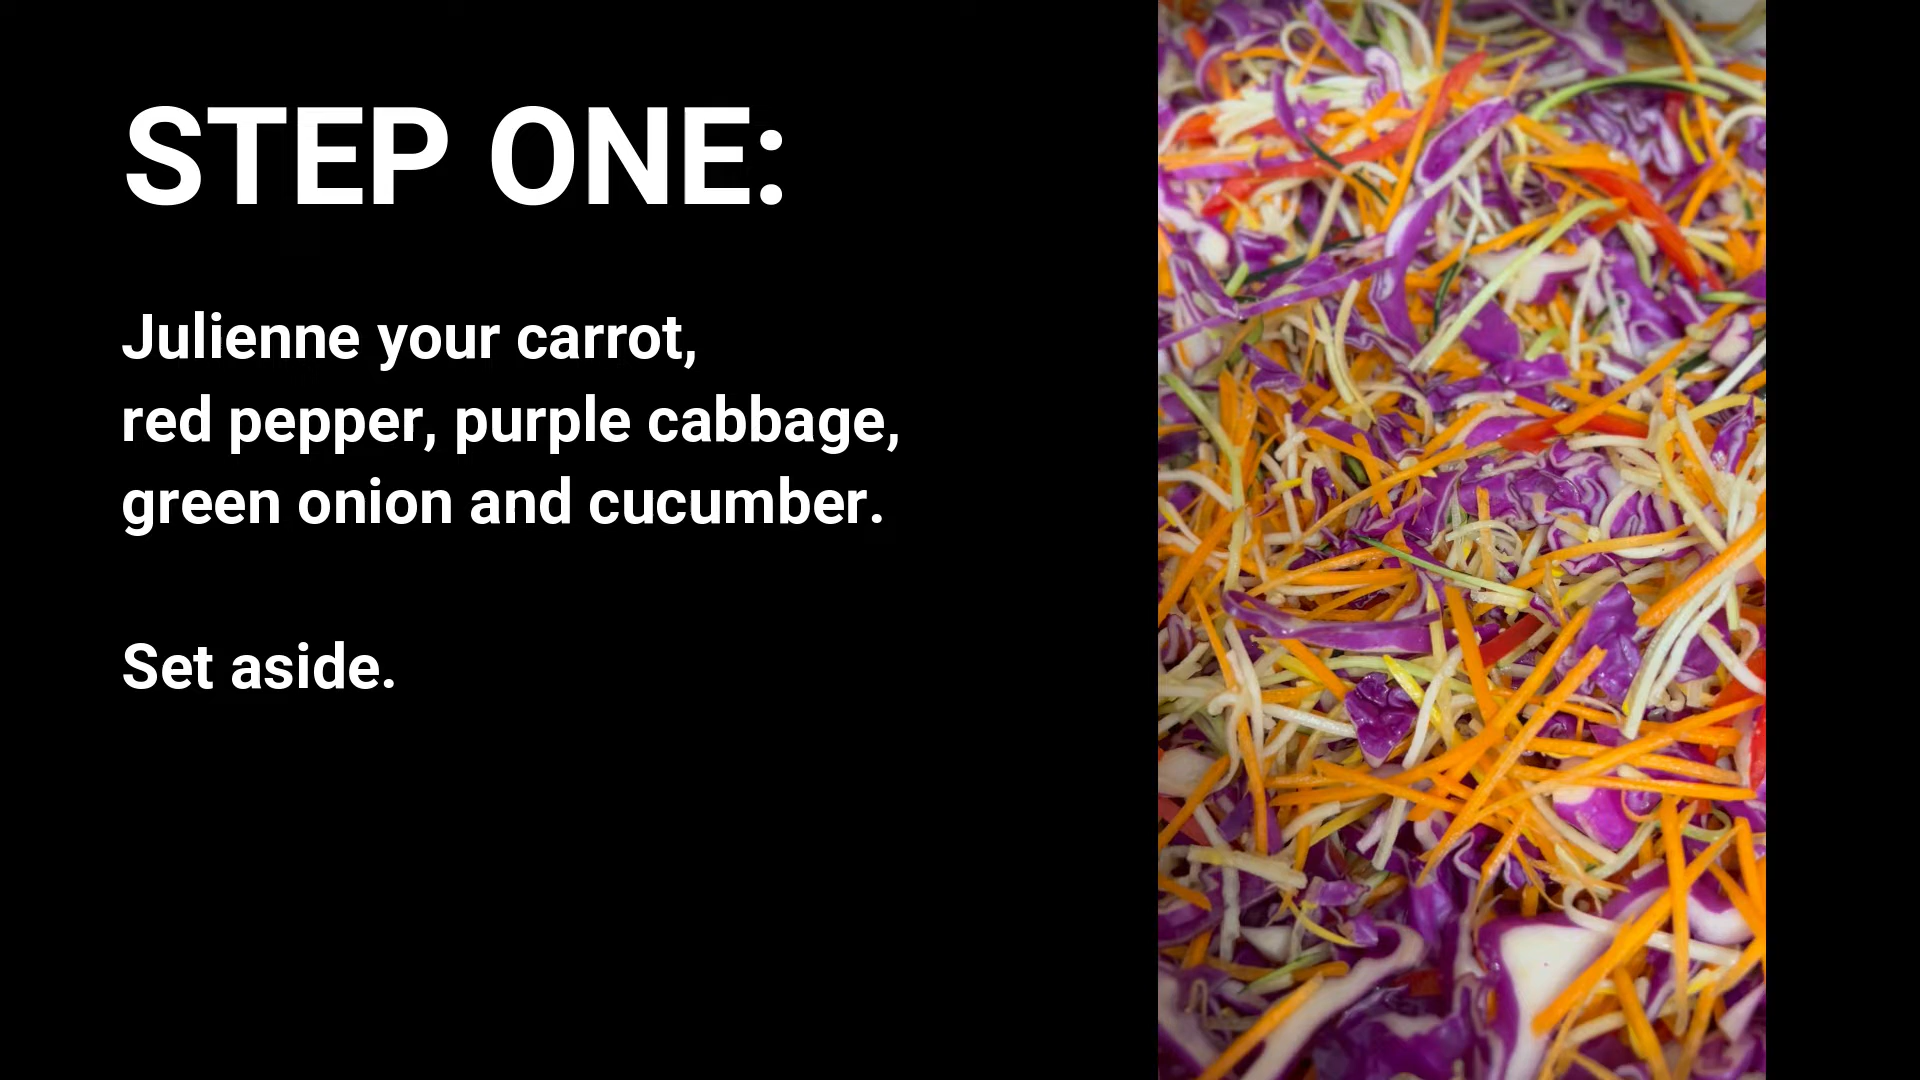 STEP ONE:
Julienne your carrot,
red pepper, purple cabbage,
green onion and cucumber.
Set aside.